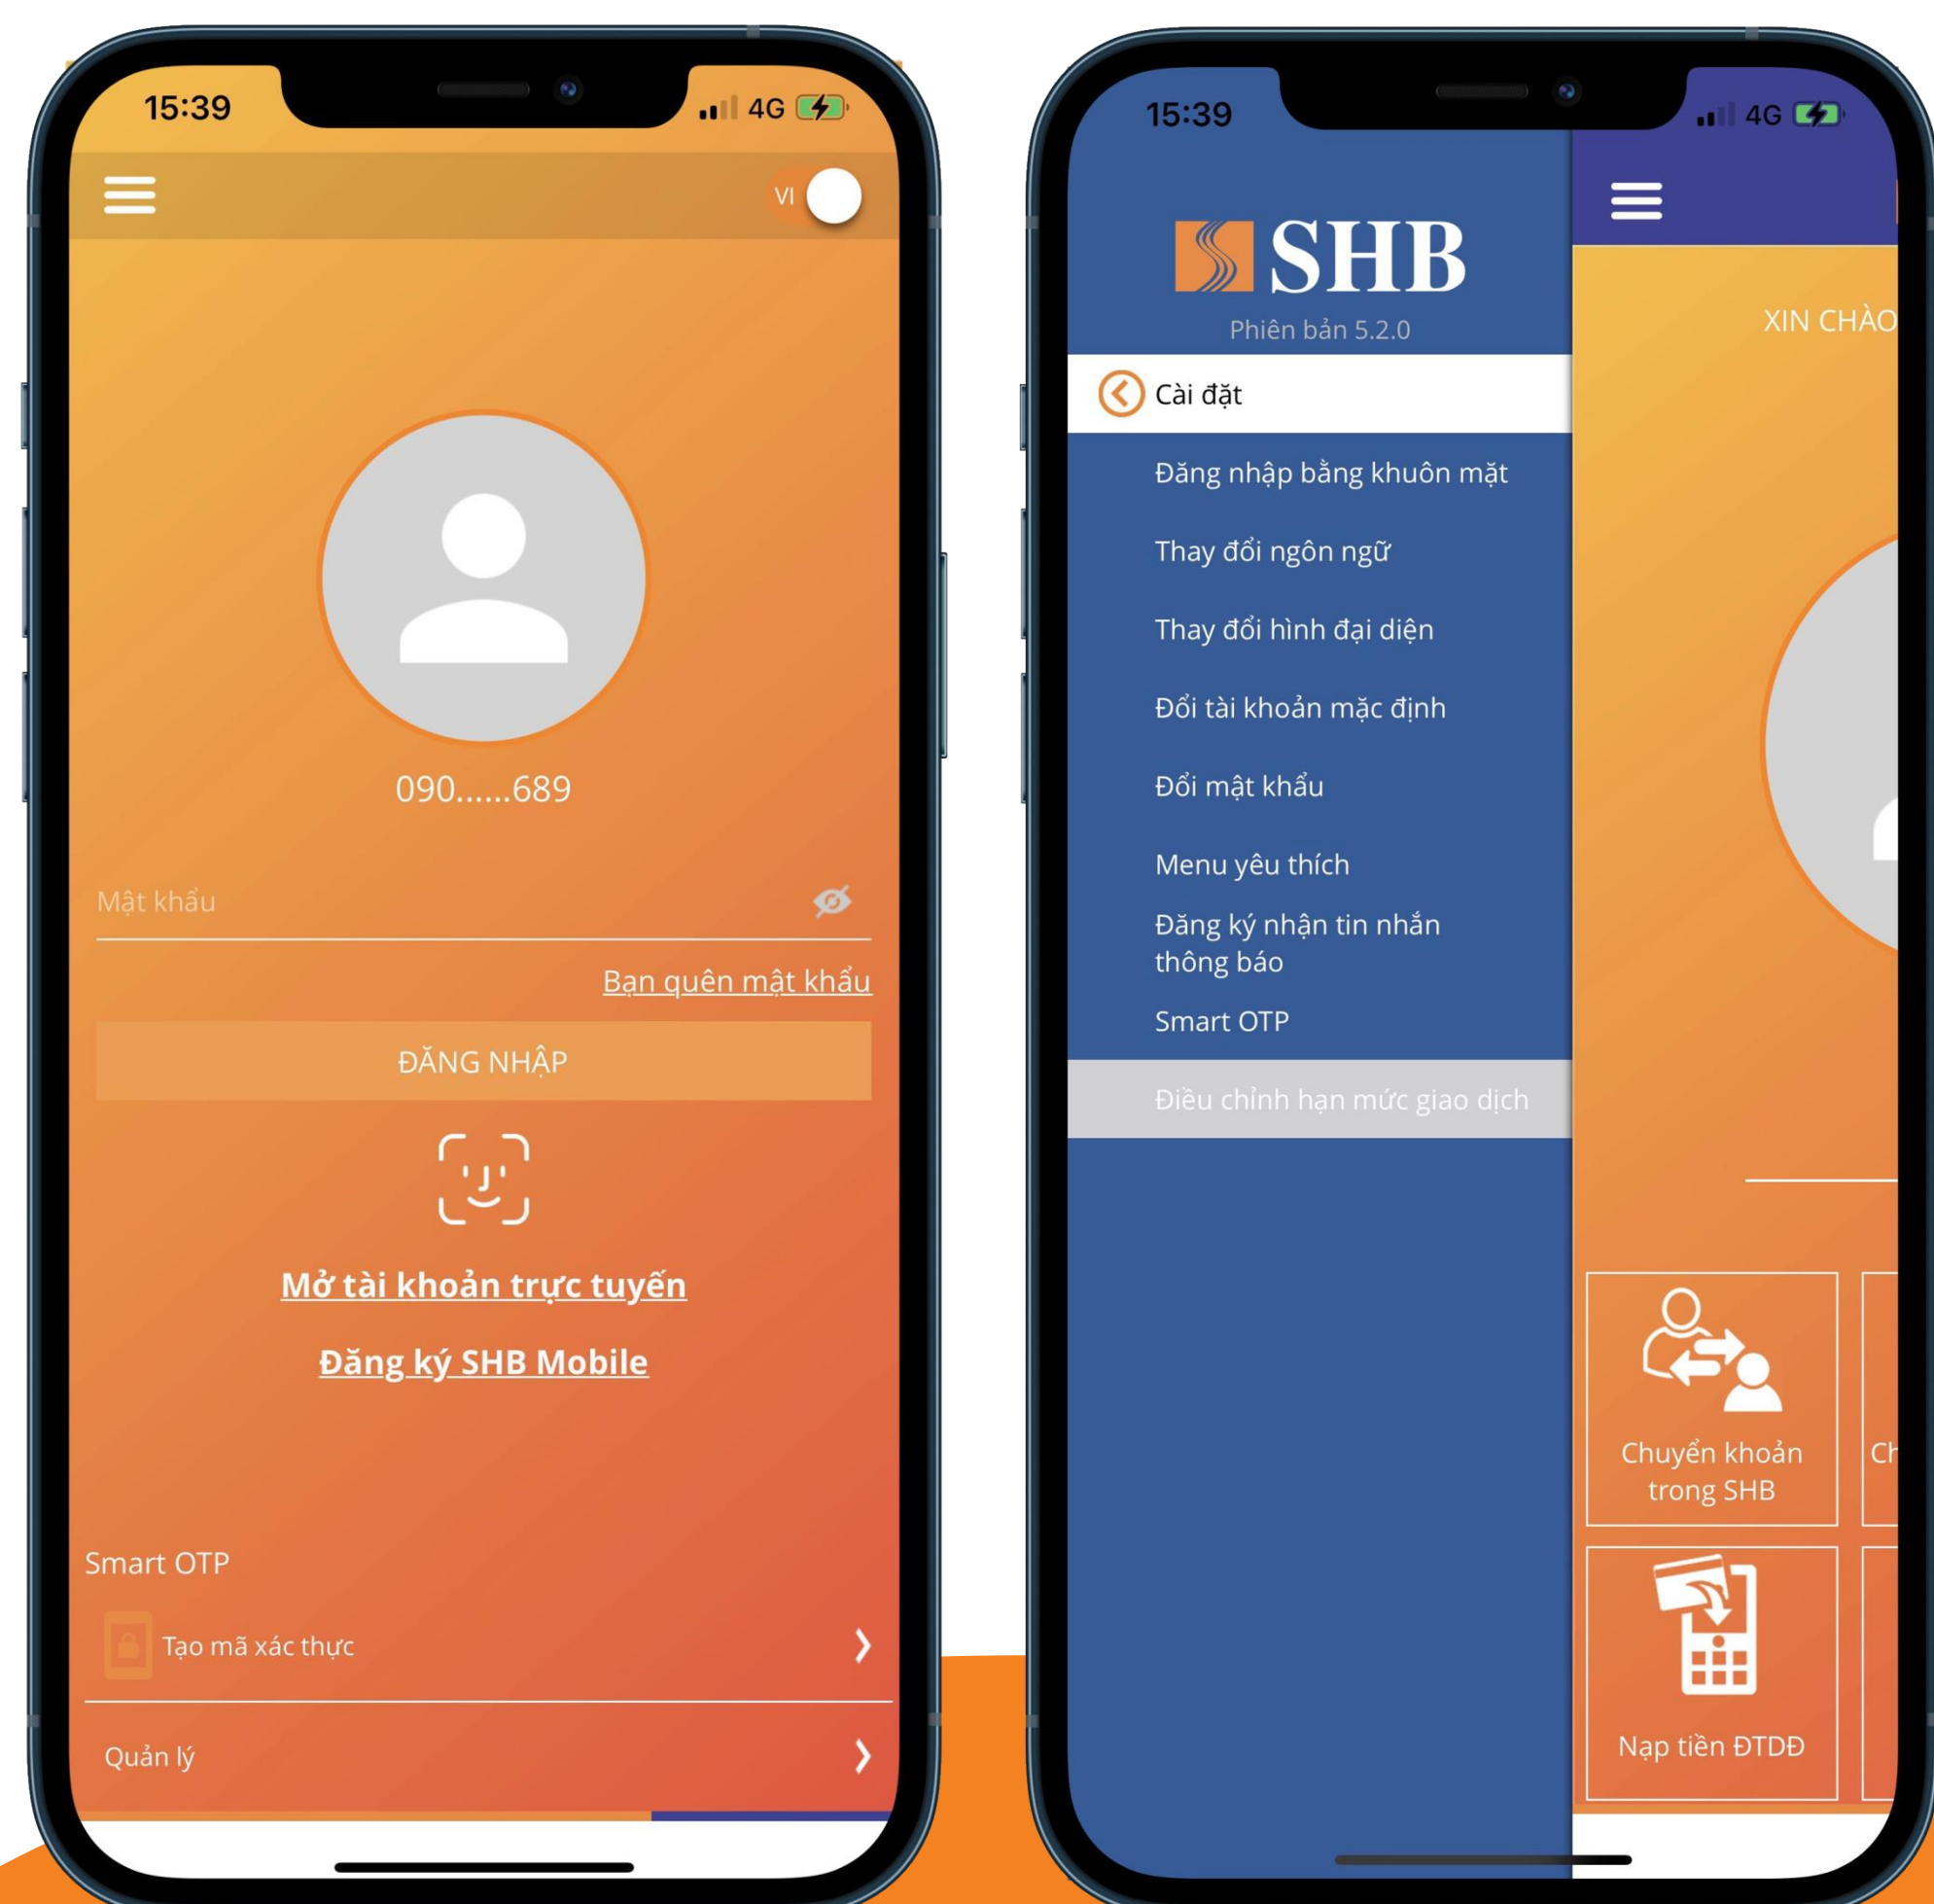 15:39
4G
VI
090......689
Mật khẩu
Bạn quên mật khẩu
ĐĂNG NHẬP
Mở tài khoản trực tuyến
Đăng ký SHB Mobile
Smart OTP
Tạo mã xác thực
Quản lý
15:39
4G
SHB
Phiên bản 5.2.0
Cài đặt
Đăng nhập bằng khuôn mặt
Thay đổi ngôn ngữ
Thay đổi hình đại diện
Đổi tài khoản mặc định
Đổi mật khẩu
Menu yêu thích
Đăng ký nhận tin nhắn
thông báo
Smart OTP
Điều chỉnh hạn mức giao dịch
XIN CHÀO
Chuyển khoản
trong SHB
Ch
Nạp tiền ĐTDĐ